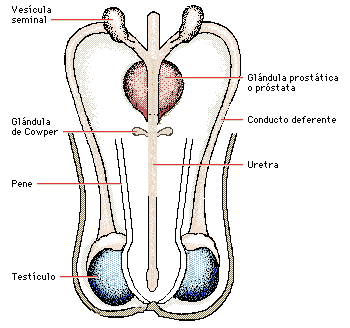 Vesícula
seminal
Glándula prostática
o próstata
Glándula
de Cowper
Conducto deferente
Uretra
Pene
Testículo